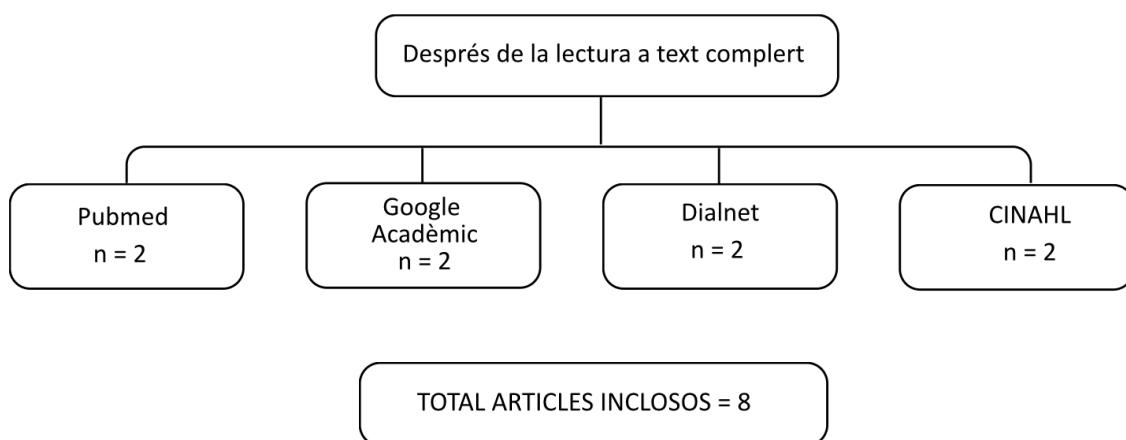 Després de la lectura a text complert
Pubmed
n = 2
Google
Acadèmic
n = 2
Dialnet
n = 2
CINAHL
n = 2
TOTAL ARTICLES INCLOSOS = 8